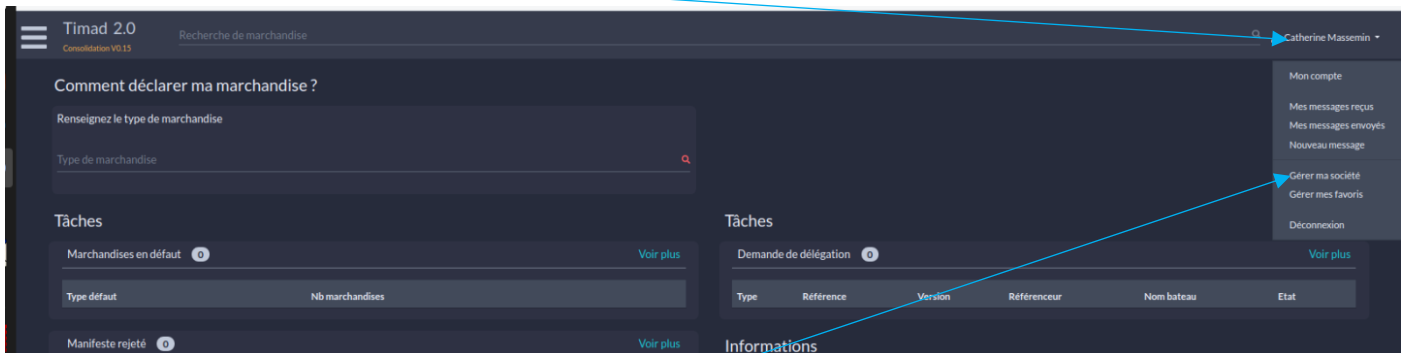 Timad 2.0
Consolidation V0.15
Recherche de marchandise
Catherine Massemin
Mon compte
Mes messages reçus
Mes messages envoyés
Nouveau message
Gérer ma société
Gérer mes favoris
Déconnexion
Comment déclarer ma marchandise ?
Renseignez le type de marchandise
Type de marchandise
Tâches
Marchandises en défaut 0 Voir plus
Type défaut Nb marchandises
Manifeste rejeté 0 Voir plus
Tâches
Demande de délégation 0 Voir plus
Type Référence Version Référenceur Nom bateau Etat
Informations